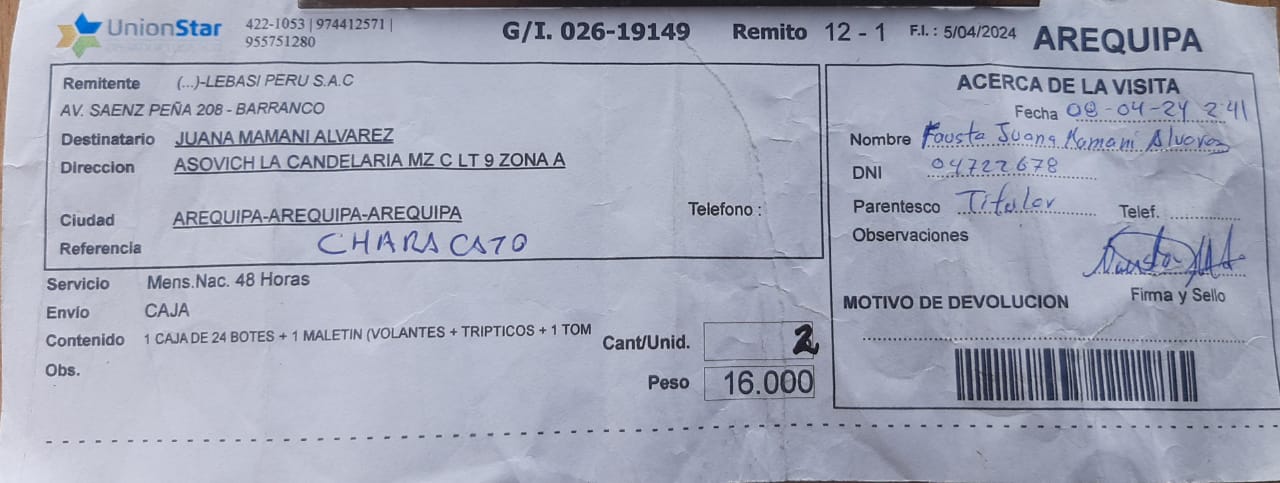 UnionStar
422-1053 | 974412571 |
955751280
G/I. 026-19149
Remito 12 - 1
F.I. : 5/04/2024
AREQUIPA
Remitente (...)-LEBASI PERU S.A.C
AV. SAENZ PEÑA 208 - BARRANCO
Destinatario JUANA MAMANI ALVAREZ
Direccion ASOVICH LA CANDELARIA MZ C LT 9 ZONA A
Ciudad AREQUIPA-AREQUIPA-AREQUIPA
Telefono :
Referencia CHARACATO
Servicio Mens.Nac. 48 Horas
Envío CAJA
Contenido 1 CAJA DE 24 BOTES + 1 MALETIN (VOLANTES + TRIPTICOS + 1 TOM
Cant/Unid. 2
Obs.
Peso 16.000
ACERCA DE LA VISITA
Fecha 08-04-24 2:41
Nombre Fausta Juana Mamani Alvarez
DNI 04722678
Parentesco Titular
Telef.
Observaciones
Firma y Sello
MOTIVO DE DEVOLUCION